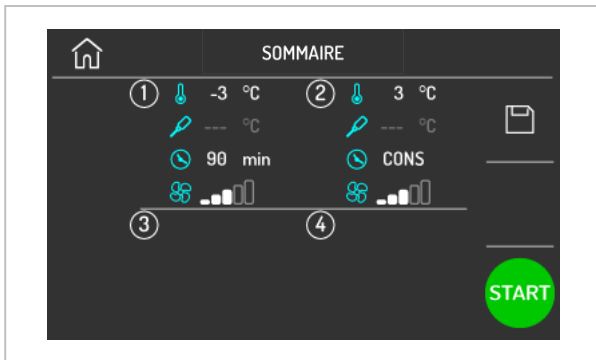 SOMMAIRE
1 -3 °C 2 3 °C
--- °C --- °C
90 min CONS
3 4
START